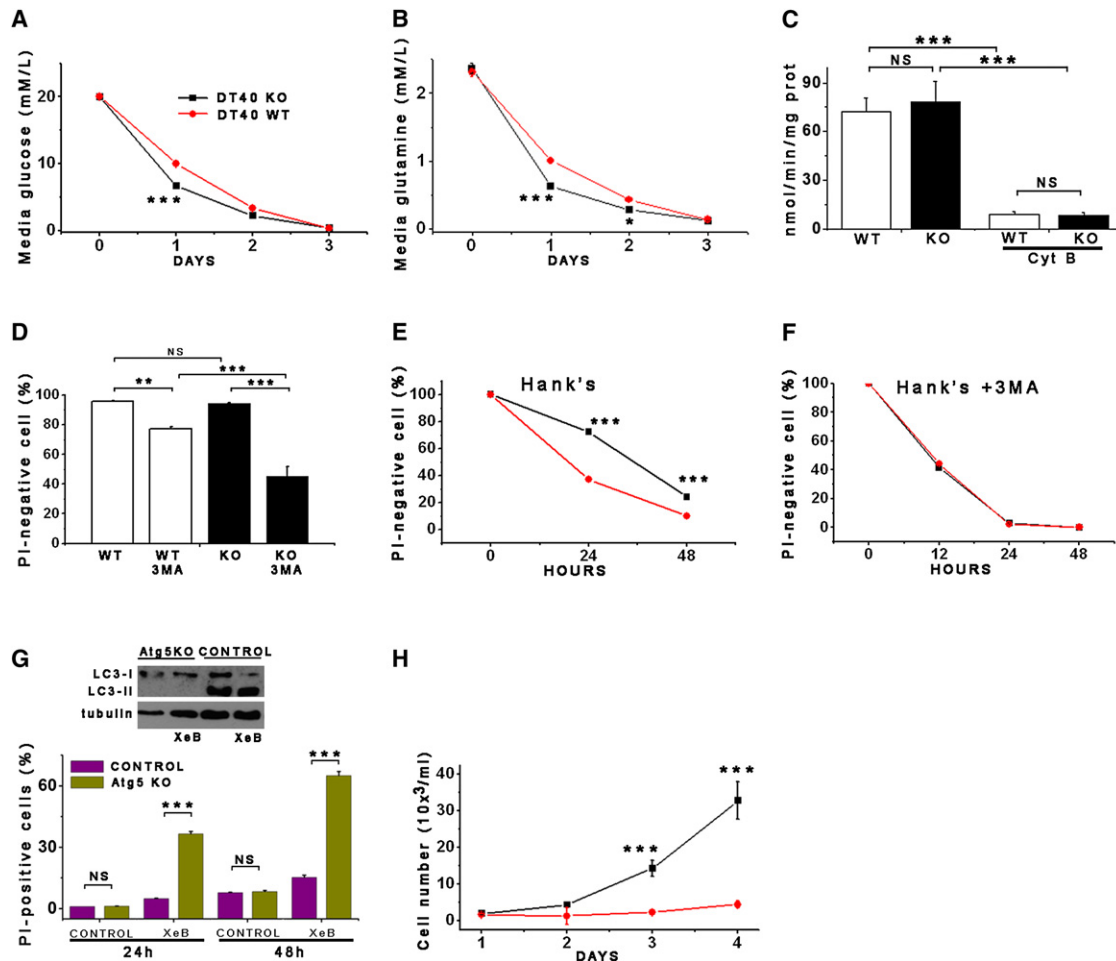 A
Media glucose (mM/L)
20
10
0
DT40 KO
DT40 WT
***
0 1 2 3
DAYS
B
Media glutamine (mM/L)
2
1
0
***
*
0 1 2 3
DAYS
C
nmol/min/mg prot
90
60
30
0
***
NS
***
NS
WT KO WT KO
Cyt B
D
PI-negative cell (%)
100
80
60
40
20
0
NS
** ***
***
WT WT KO KO
3MA 3MA
E
PI-negative cell (%)
100
80
60
40
20
0
Hank's
***
***
0 24 48
HOURS
F
PI-negative cell (%)
100
80
60
40
20
0
Hank's +3MA
0 12 24 48
HOURS
G
Atg5KO CONTROL
LC3-I
LC3-II
tubulin
XeB XeB
PI-positive cells (%)
60
30
0
CONTROL
Atg5 KO
NS
***
NS
***
CONTROL XeB CONTROL XeB
24h 48h
H
Cell number (10x³/ml)
40
30
20
10
0
***
***
1 2 3 4
DAYS